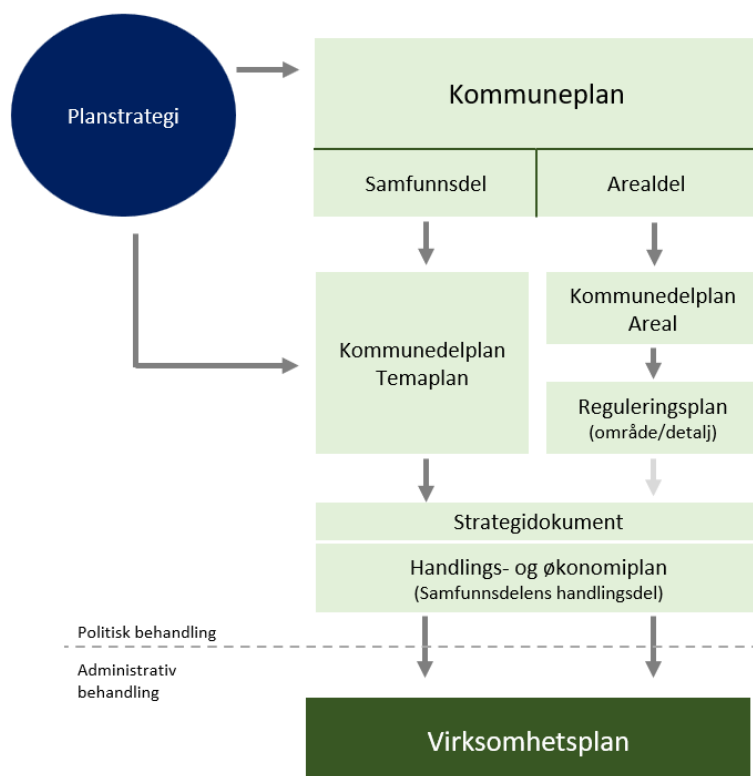 Planstrategi
Kommuneplan
Samfunnsdel
Arealdel
Kommunedelplan
Temaplan
Kommunedelplan
Areal
Reguleringsplan
(område/detalj)
Strategidokument
Handlings- og økonomiplan
(Samfunnsdelens handlingsdel)
Politisk behandling
Administrativ
behandling
Virksomhetsplan